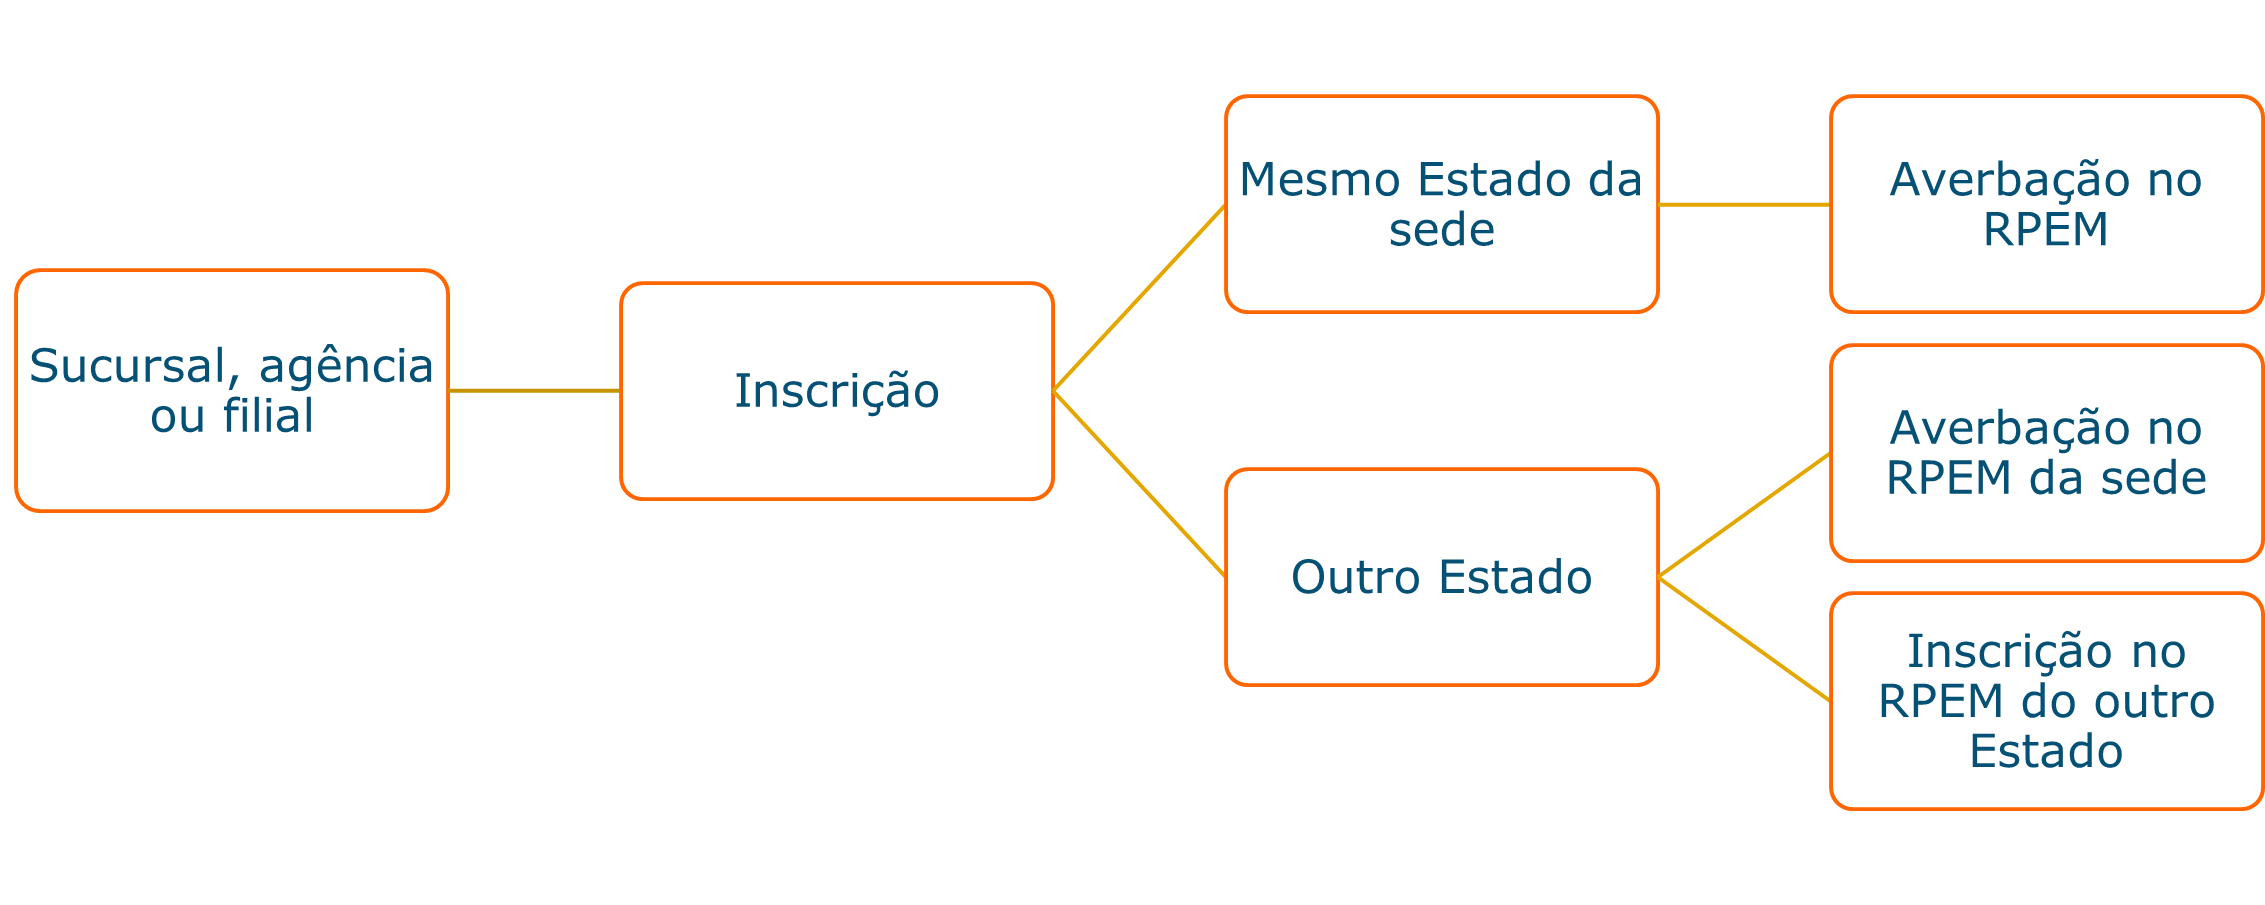 Sucursal, agência
ou filial
Inscrição
Mesmo Estado da
sede
Averbação no
RPEM
Outro Estado
Averbação no
RPEM da sede
Inscrição no
RPEM do outro
Estado